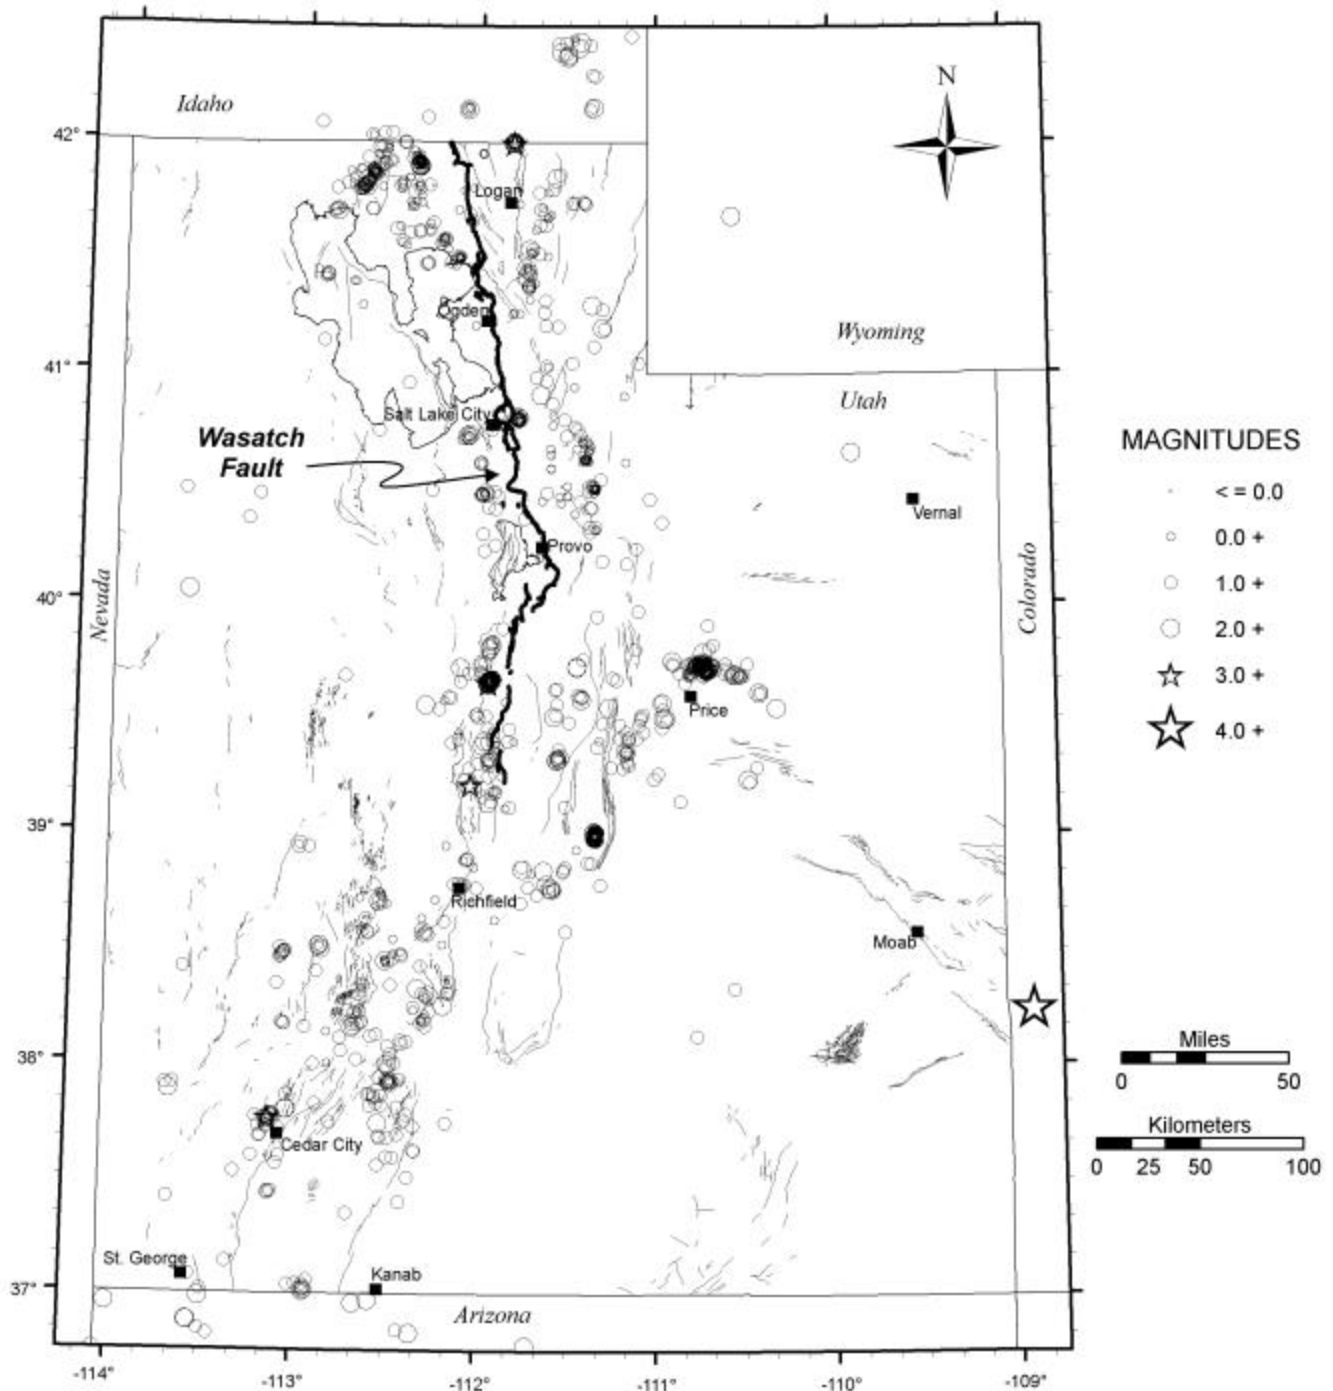 N
Idaho
42°
Logan
Ogden
Wyoming
41°
Utah
Salt Lake City
Wasatch
Fault
MAGNITUDES
< = 0.0
Vernal
0.0 +
Provo
1.0 +
40°
Nevada
Colorado
2.0 +
3.0 +
Price
4.0 +
39°
Richfield
Moab
Miles
38°
0 50
Cedar City
Kilometers
0 25 50 100
St. George
Kanab
37°
Arizona
-114° -113° -112° -111° -110° -109°